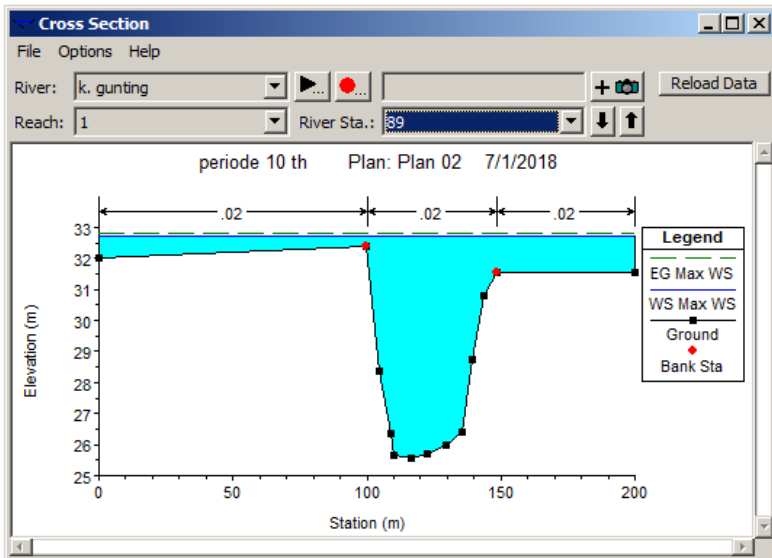 Cross Section
File Options Help
River: k. gunting ... ... + Reload Data
Reach: 1 River Sta.: 89
periode 10 th Plan: Plan 02 7/1/2018
.02 .02 .02
33
32
31
30
29
28
27
26
25
0 50 100 150 200
Elevation (m)
Station (m)
Legend
EG Max WS
WS Max WS
Ground
Bank Sta